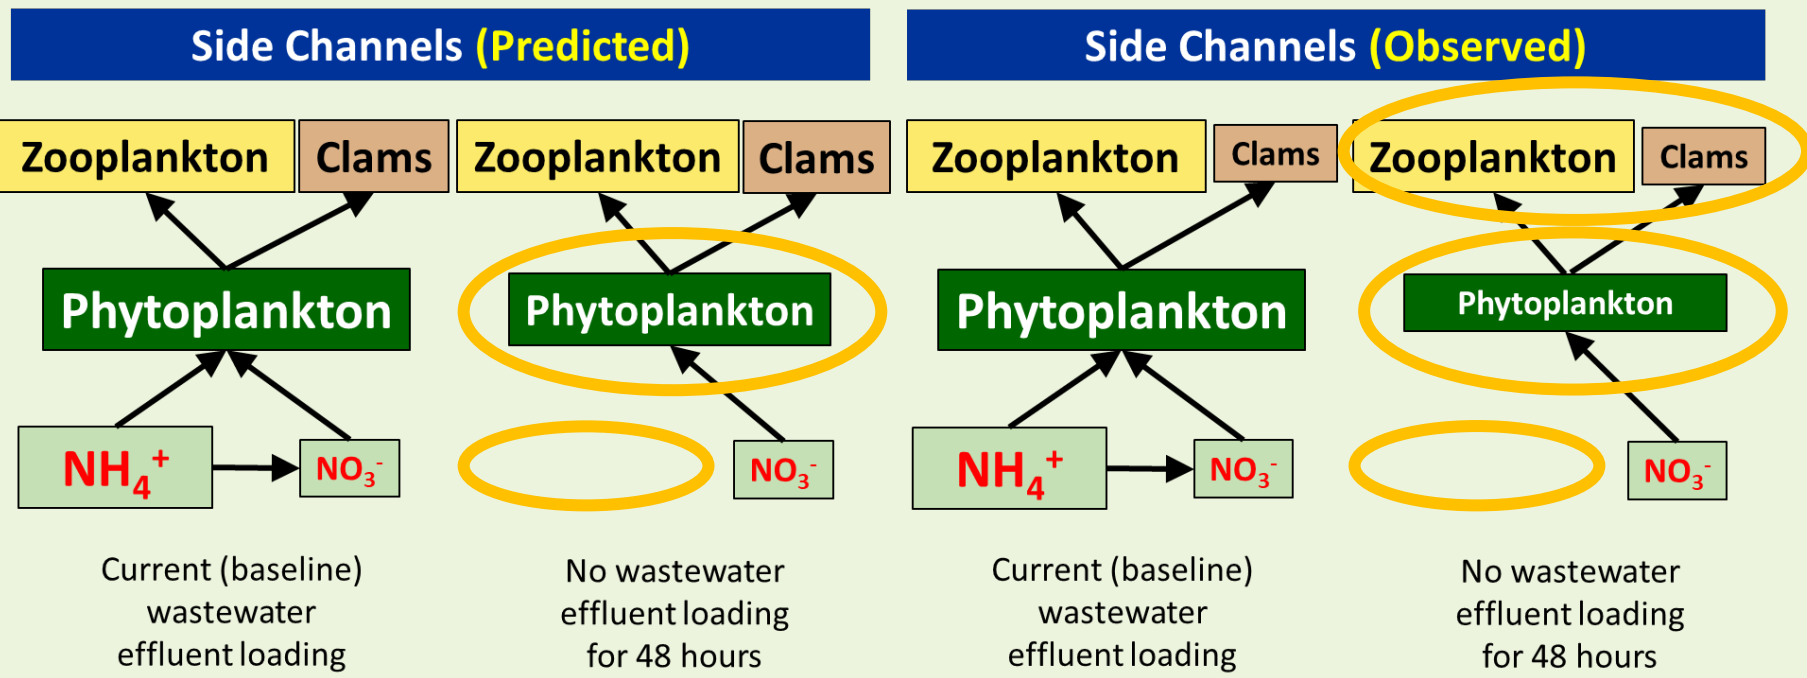 Side Channels (Predicted)
Zooplankton
Clams
Zooplankton
Clams
Phytoplankton
Phytoplankton
NH₄⁺
NO₃⁻
NO₃⁻
Current (baseline)
wastewater
effluent loading
No wastewater
effluent loading
for 48 hours
Side Channels (Observed)
Zooplankton
Clams
Zooplankton
Clams
Phytoplankton
Phytoplankton
NH₄⁺
NO₃⁻
NO₃⁻
Current (baseline)
wastewater
effluent loading
No wastewater
effluent loading
for 48 hours